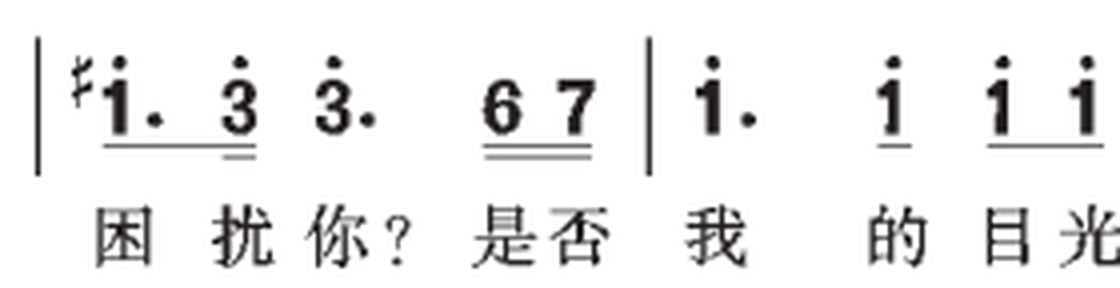 ♯1̇. 3̇ 3̇. 6 7 | 1̇. 1̇ 1̇ 1̇
困 扰 你？ 是否 我 的 目 光